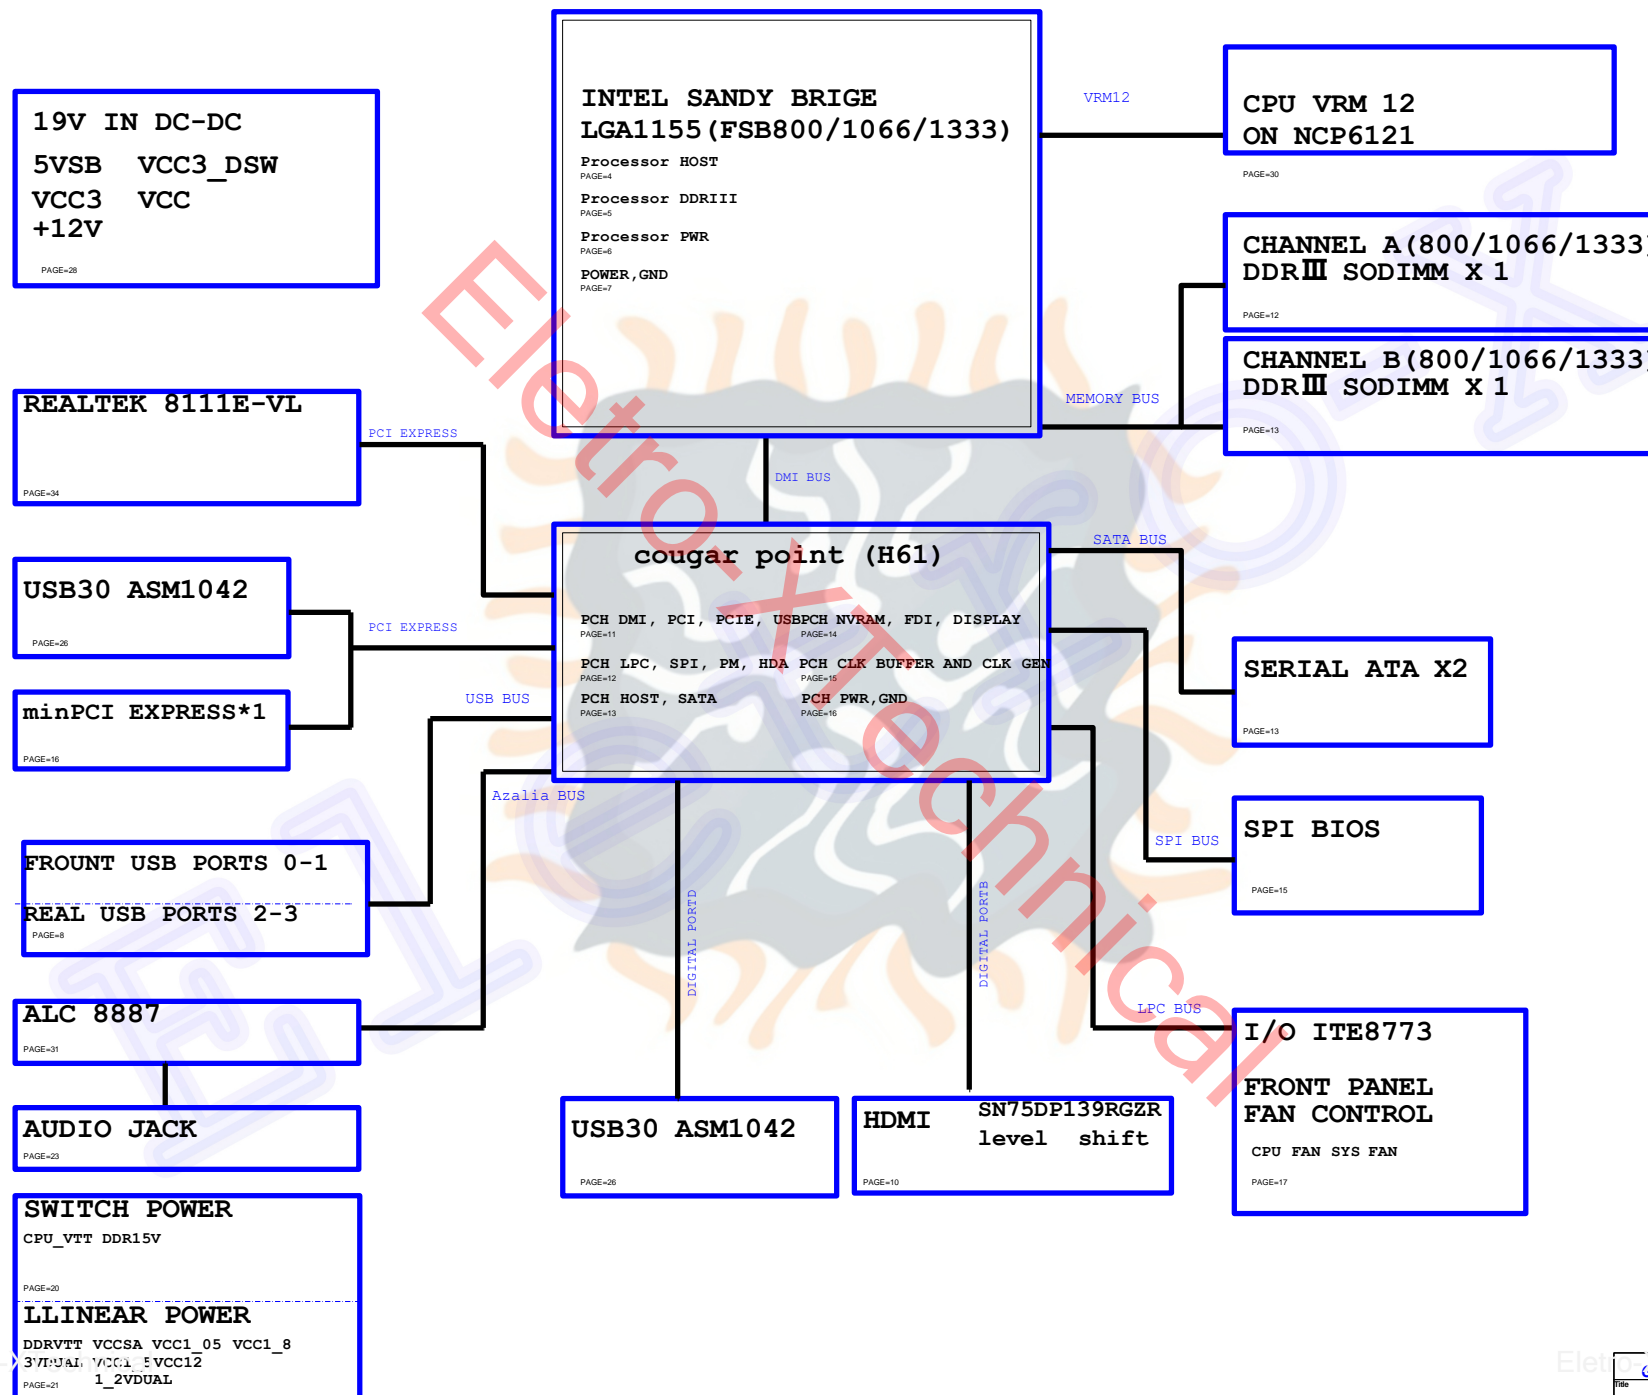 INTEL SANDY BRIGE
LGA1155(FSB800/1066/1333)
Processor HOST
PAGE=4
Processor DDRIII
PAGE=5
Processor PWR
PAGE=6
POWER,GND
PAGE=7
VRM12
CPU VRM 12
ON NCP6121
PAGE=30
19V IN DC-DC
5VSB VCC3_DSW
VCC3 VCC
+12V
PAGE=28
CHANNEL A(800/1066/1333)
DDRⅢ SODIMM X 1
PAGE=12
CHANNEL B(800/1066/1333)
DDRⅢ SODIMM X 1
PAGE=13
MEMORY BUS
REALTEK 8111E-VL
PAGE=34
PCI EXPRESS
DMI BUS
cougar point (H61)
PCH DMI, PCI, PCIE, USB
PAGE=11
PCH NVRAM, FDI, DISPLAY
PAGE=14
PCH LPC, SPI, PM, HDA
PAGE=12
PCH CLK BUFFER AND CLK GEN
PAGE=15
PCH HOST, SATA
PAGE=13
PCH PWR,GND
PAGE=16
SATA BUS
USB30 ASM1042
PAGE=26
PCI EXPRESS
minPCI EXPRESS*1
PAGE=16
USB BUS
SERIAL ATA X2
PAGE=13
Azalia BUS
FROUNT USB PORTS 0-1
REAL USB PORTS 2-3
PAGE=8
SPI BUS
SPI BIOS
PAGE=15
DIGITAL PORTD
DIGITAL PORTB
ALC 8887
PAGE=31
LPC BUS
I/O ITE8773
FRONT PANEL
FAN CONTROL
CPU FAN SYS FAN
PAGE=17
AUDIO JACK
PAGE=23
USB30 ASM1042
PAGE=26
HDMI
SN75DP139RGZR
level shift
PAGE=10
SWITCH POWER
CPU_VTT DDR15V
PAGE=20
LLINEAR POWER
DDRVTT VCCSA VCC1_05 VCC1_8
3VDUAL VCC1_5VCC12
1_2VDUAL
PAGE=21
Eletro-XTechnical
Eletro-X
Title